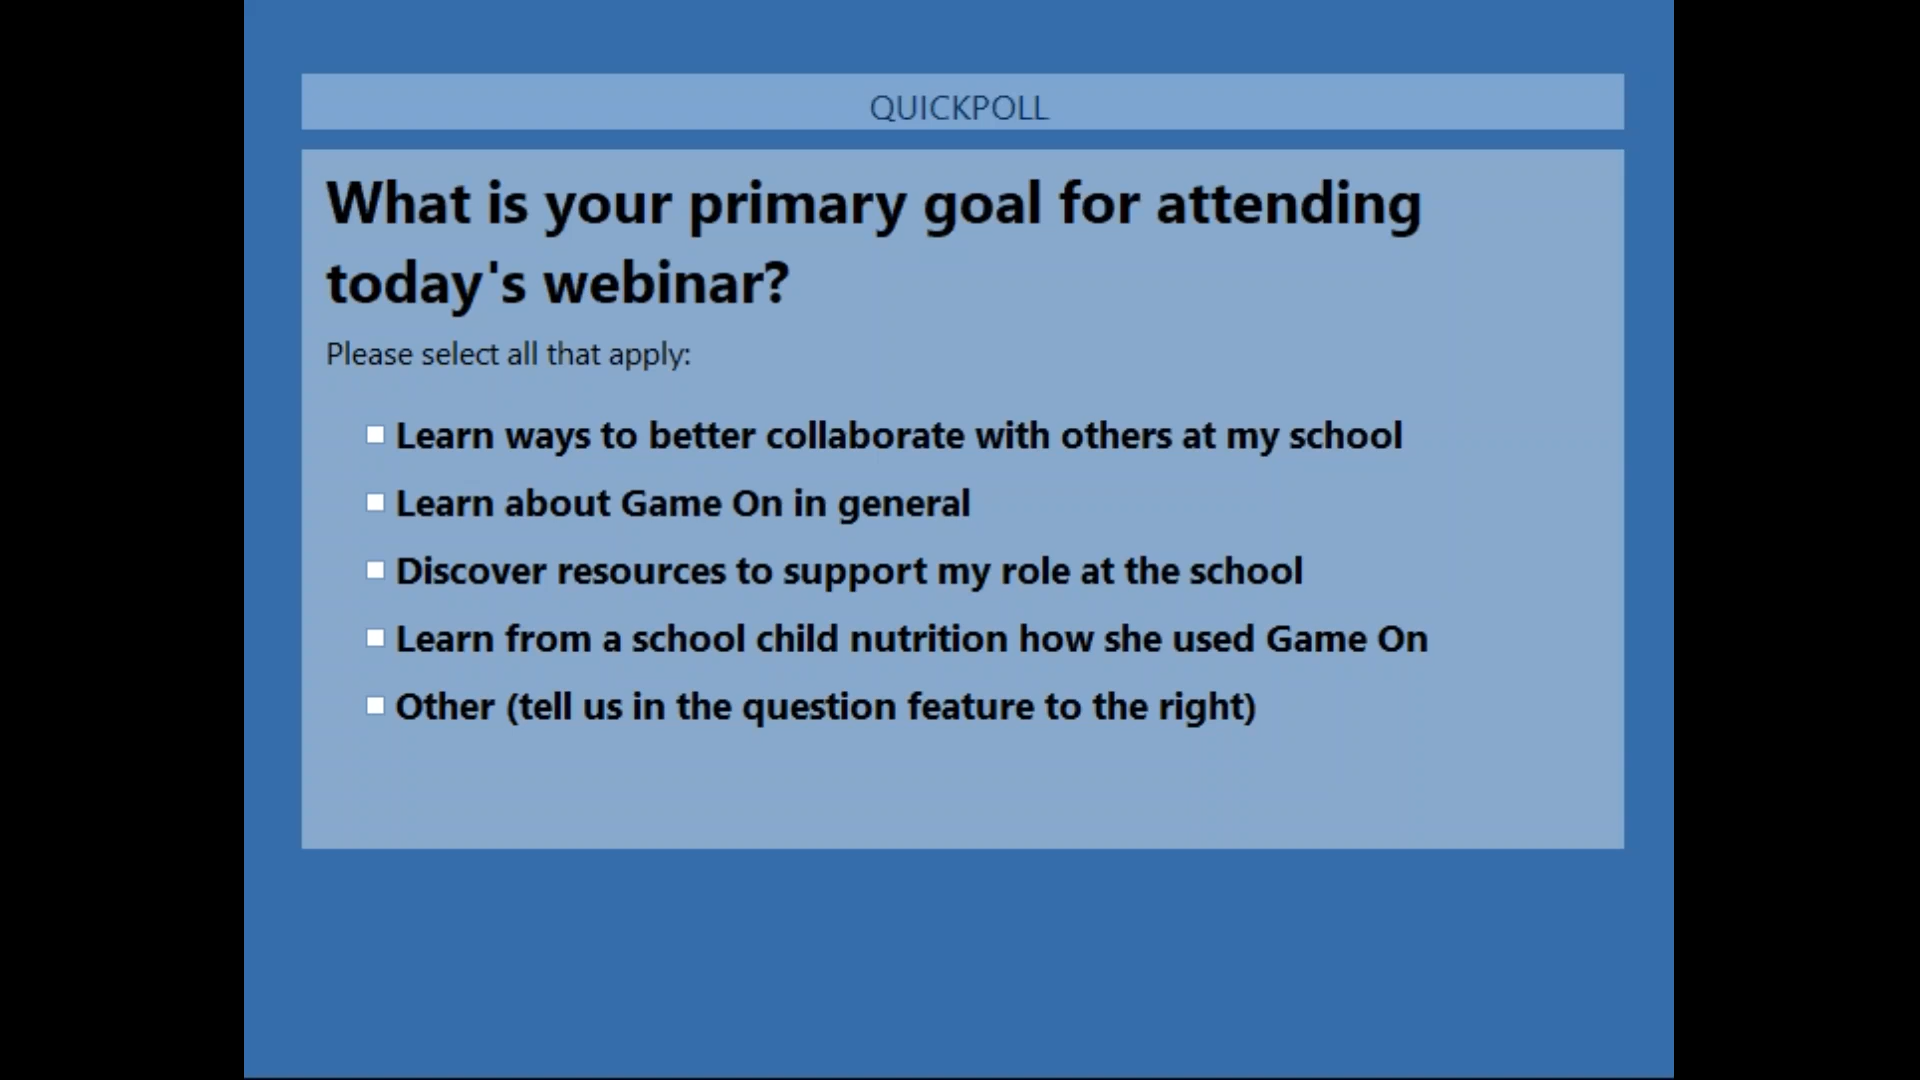 QUICKPOLL
What is your primary goal for attending
today's webinar?
Please select all that apply:
Learn ways to better collaborate with others at my school
Learn about Game On in general
Discover resources to support my role at the school
Learn from a school child nutrition how she used Game On
Other (tell us in the question feature to the right)